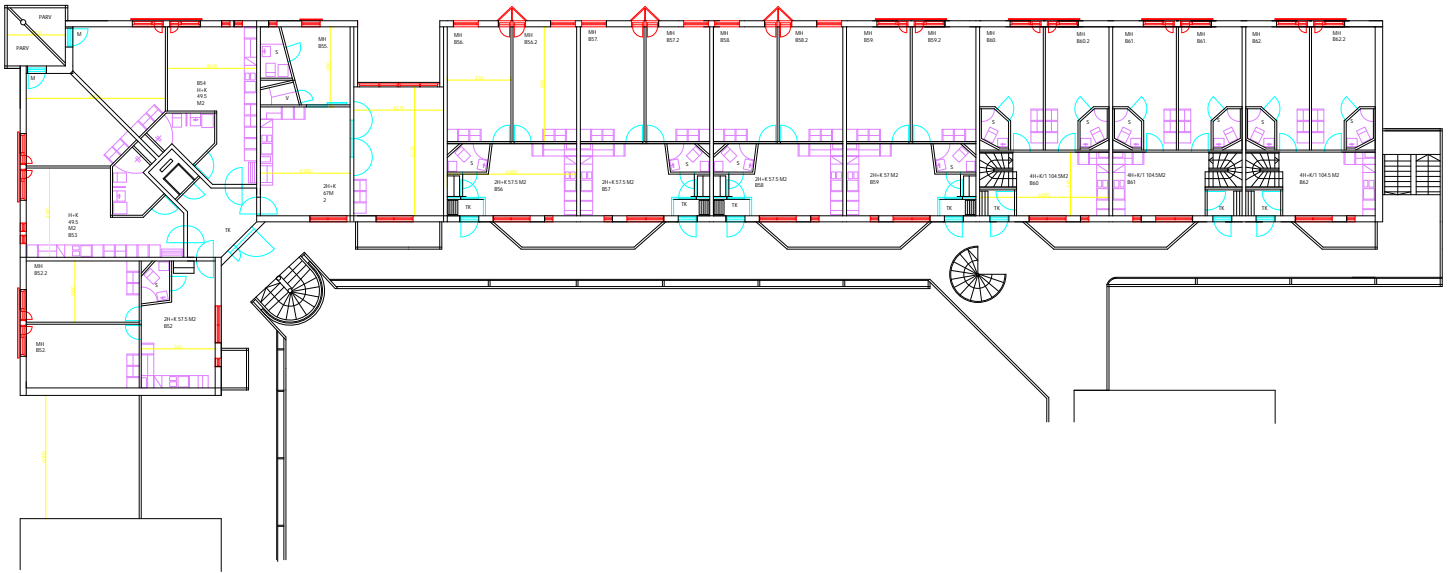 PARV
PARV
M
M
B54
H+K
49.5
M2
S
V
MH
B55.
2H+K
67M
2
MH
B56.
MH
B56.2
MH
B57.
MH
B57.2
MH
B58.
MH
B58.2
MH
B59.
MH
B59.2
MH
B60.
MH
B60.2
MH
B61.
MH
B61.
MH
B62.
MH
B62.2
S
S
S
S
S
S
S
S
S
S
2H+K 57.5 M2
B56
2H+K 57.5 M2
B57
2H+K 57.5 M2
B58
2H+K 57 M2
B59
4H+K/1 104.5M2
B60
4H+K/1 104.5M2
B61
4H+K/1 104.5M2
B62
TK
TK
TK
TK
TK
TK
TK
H+K
49.5
M2
B53
TK
MH
B52.2
S
2H+K 57.5 M2
B52
MH
B52.